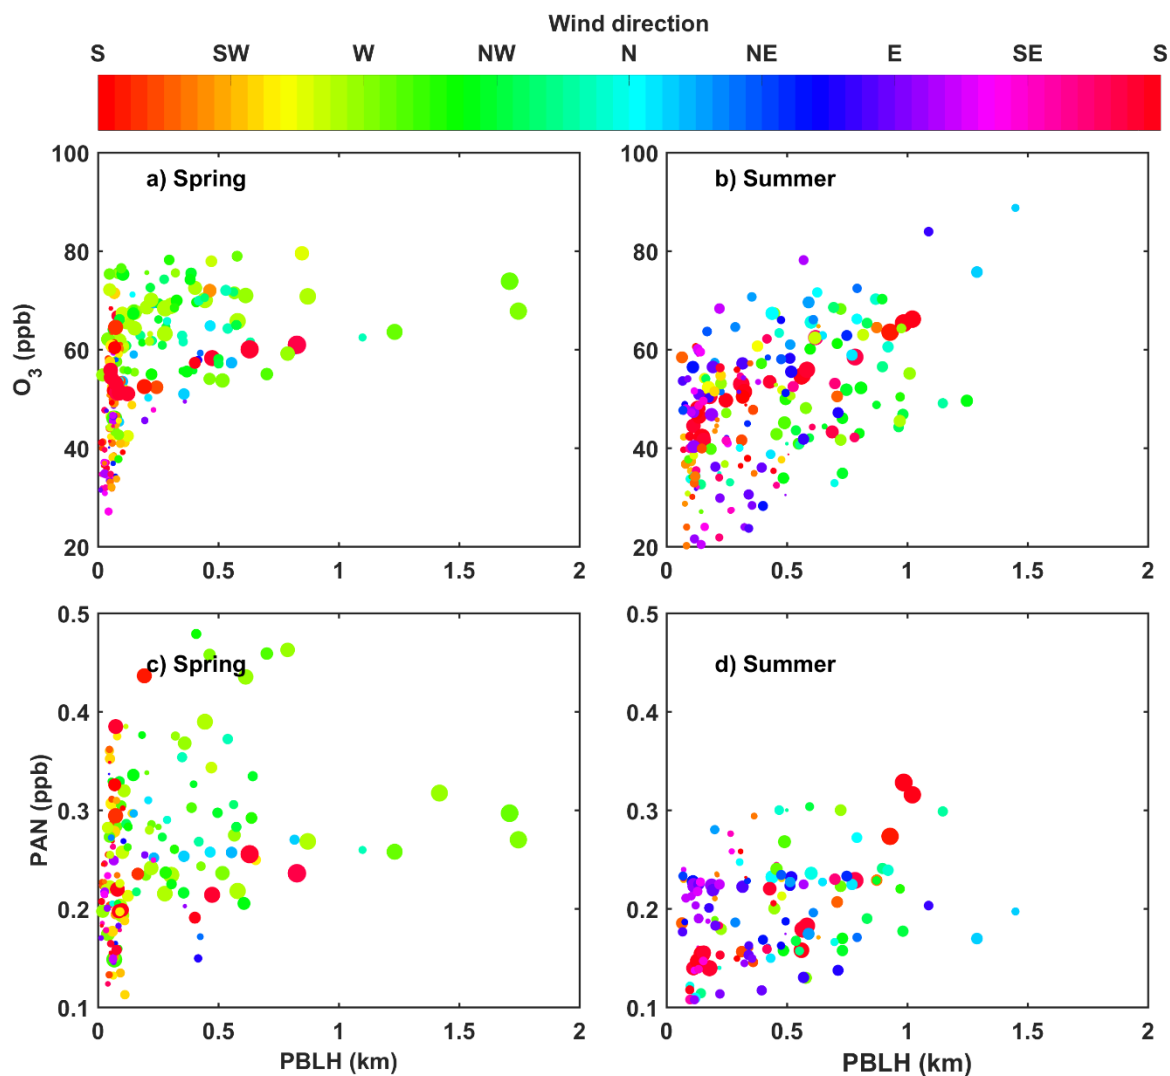 Wind direction
S SW W NW N NE E SE S
a) Spring
b) Summer
100
80
60
40
20
O3 (ppb)
0 0.5 1 1.5 2
100
80
60
40
20
0 0.5 1 1.5 2
c) Spring
d) Summer
0.5
0.4
0.3
0.2
0.1
PAN (ppb)
0 0.5 1 1.5 2
PBLH (km)
0.5
0.4
0.3
0.2
0.1
0 0.5 1 1.5 2
PBLH (km)